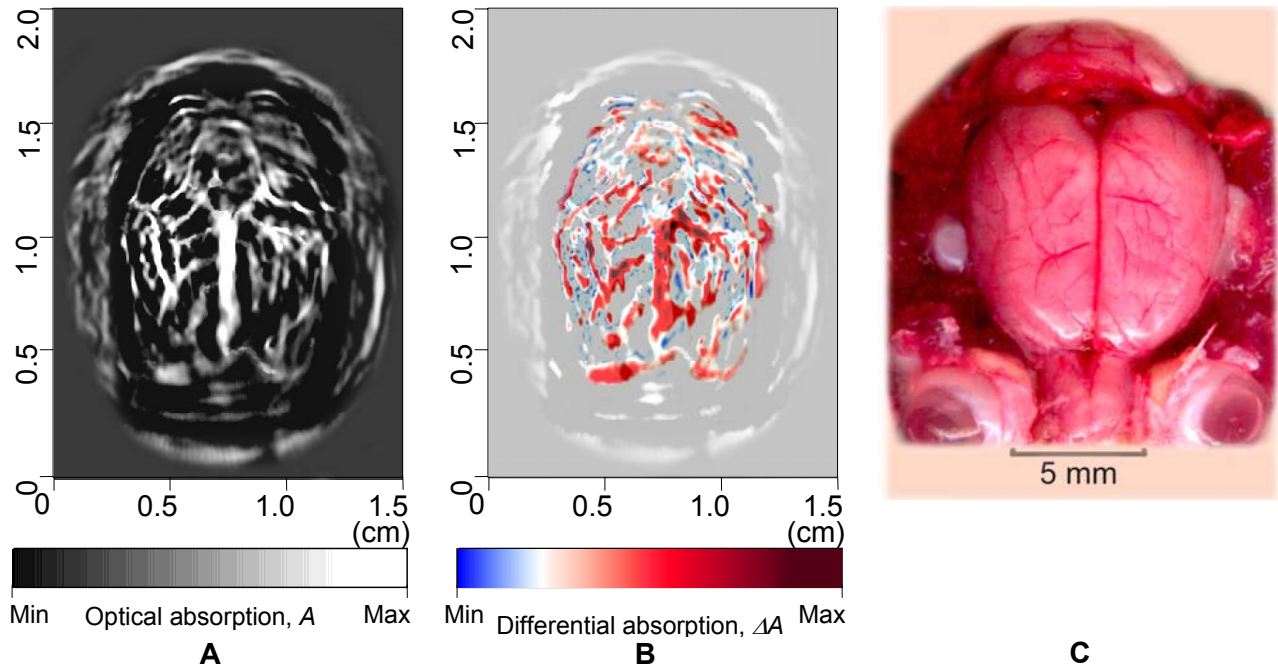 2.0
1.5
1.0
0.5
0
0 0.5 1.0 1.5
(cm)
Min Optical absorption, A Max
A
2.0
1.5
1.0
0.5
0
0 0.5 1.0 1.5
(cm)
Min Differential absorption, ΔA Max
B
5 mm
C